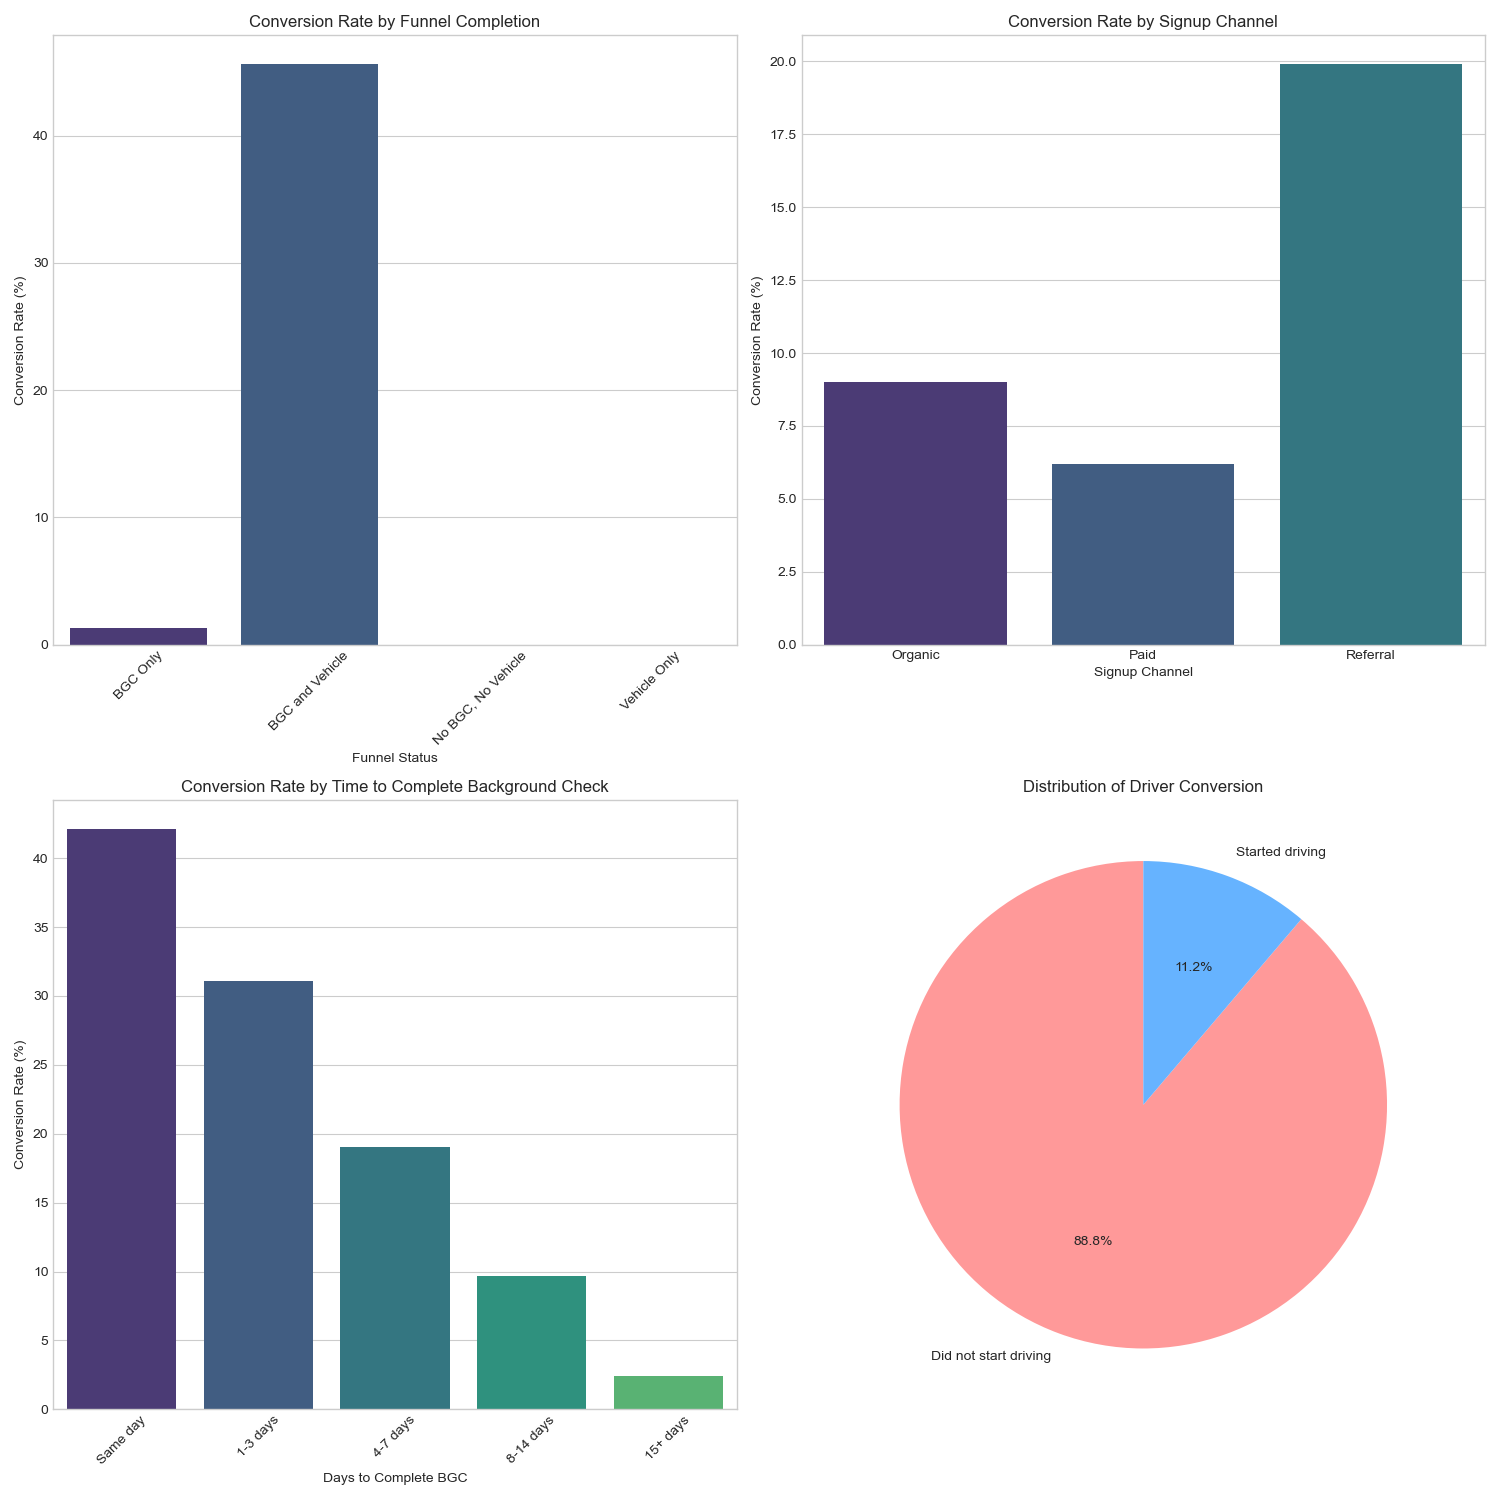 Conversion Rate by Funnel Completion
Conversion Rate (%)
40
30
20
10
0
BGC Only
BGC and Vehicle
No BGC, No Vehicle
Vehicle Only
Funnel Status
Conversion Rate by Signup Channel
Conversion Rate (%)
20.0
17.5
15.0
12.5
10.0
7.5
5.0
2.5
0.0
Organic
Paid
Referral
Signup Channel
Conversion Rate by Time to Complete Background Check
Conversion Rate (%)
40
35
30
25
20
15
10
5
0
Same day
1-3 days
4-7 days
8-14 days
15+ days
Days to Complete BGC
Distribution of Driver Conversion
Started driving
11.2%
88.8%
Did not start driving